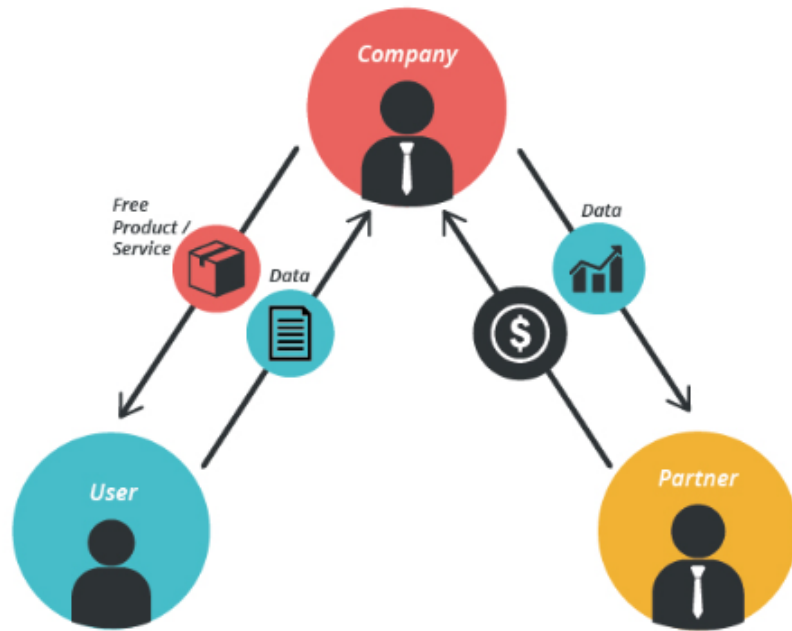 Company
Free
Product /
Service
Data
Data
$
User
Partner